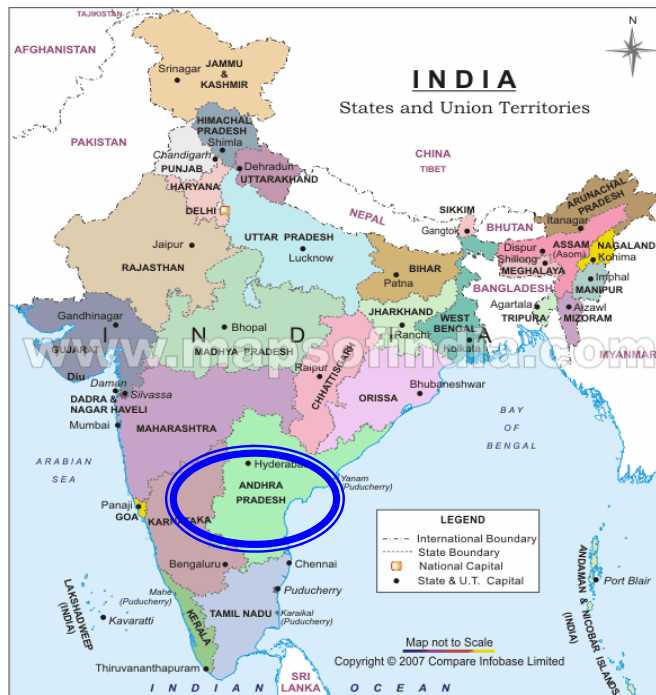 TAJIKISTAN
AFGHANISTAN
N
JAMMU
&
KASHMIR
Srinagar
INDIA
States and Union Territories
HIMACHAL
PRADESH
Shimla
PAKISTAN
Chandigarh
PUNJAB
Dehradun
UTTARAKHAND
HARYANA
DELHI
CHINA
TIBET
NEPAL
SIKKIM
Gangtok
BHUTAN
ARUNACHAL
PRADESH
Itanagar
Jaipur
RAJASTHAN
UTTAR PRADESH
Lucknow
BIHAR
Patna
Dispur
ASSAM
(Asom)
NAGALAND
Kohima
Shillong
MEGHALAYA
Imphal
MANIPUR
BANGLADESH
Agartala
TRIPURA
Aizawl
MIZORAM
Gandhinagar
GUJARAT
I N D I A
Bhopal
MADHYA PRADESH
JHARKHAND
Ranchi
WEST
BENGAL
Kolkata
www.mapsofindia.com
MYANMAR
Diu
Daman
Silvassa
DADRA &
NAGAR HAVELI
Raipur
CHHATTISGARH
Bhubaneshwar
ORISSA
Mumbai
MAHARASHTRA
BAY
OF
BENGAL
ARABIAN
SEA
ANDHRA
PRADESH
Yanam
(Puducherry)
Panaji
GOA
LEGEND
International Boundary
State Boundary
National Capital
State & U.T. Capital
Bengaluru
Chennai
Mahe
(Puducherry)
Puducherry
TAMIL NADU
Karaikal
(Puducherry)
KERALA
LAKSHADWEEP
(INDIA)
Kavaratti
Port Blair
ANDAMAN & NICOBAR ISLANDS
(INDIA)
Thiruvananthapuram
SRI
LANKA
Map not to Scale
Copyright © 2007 Compare Infobase Limited
INDIAN OCEAN